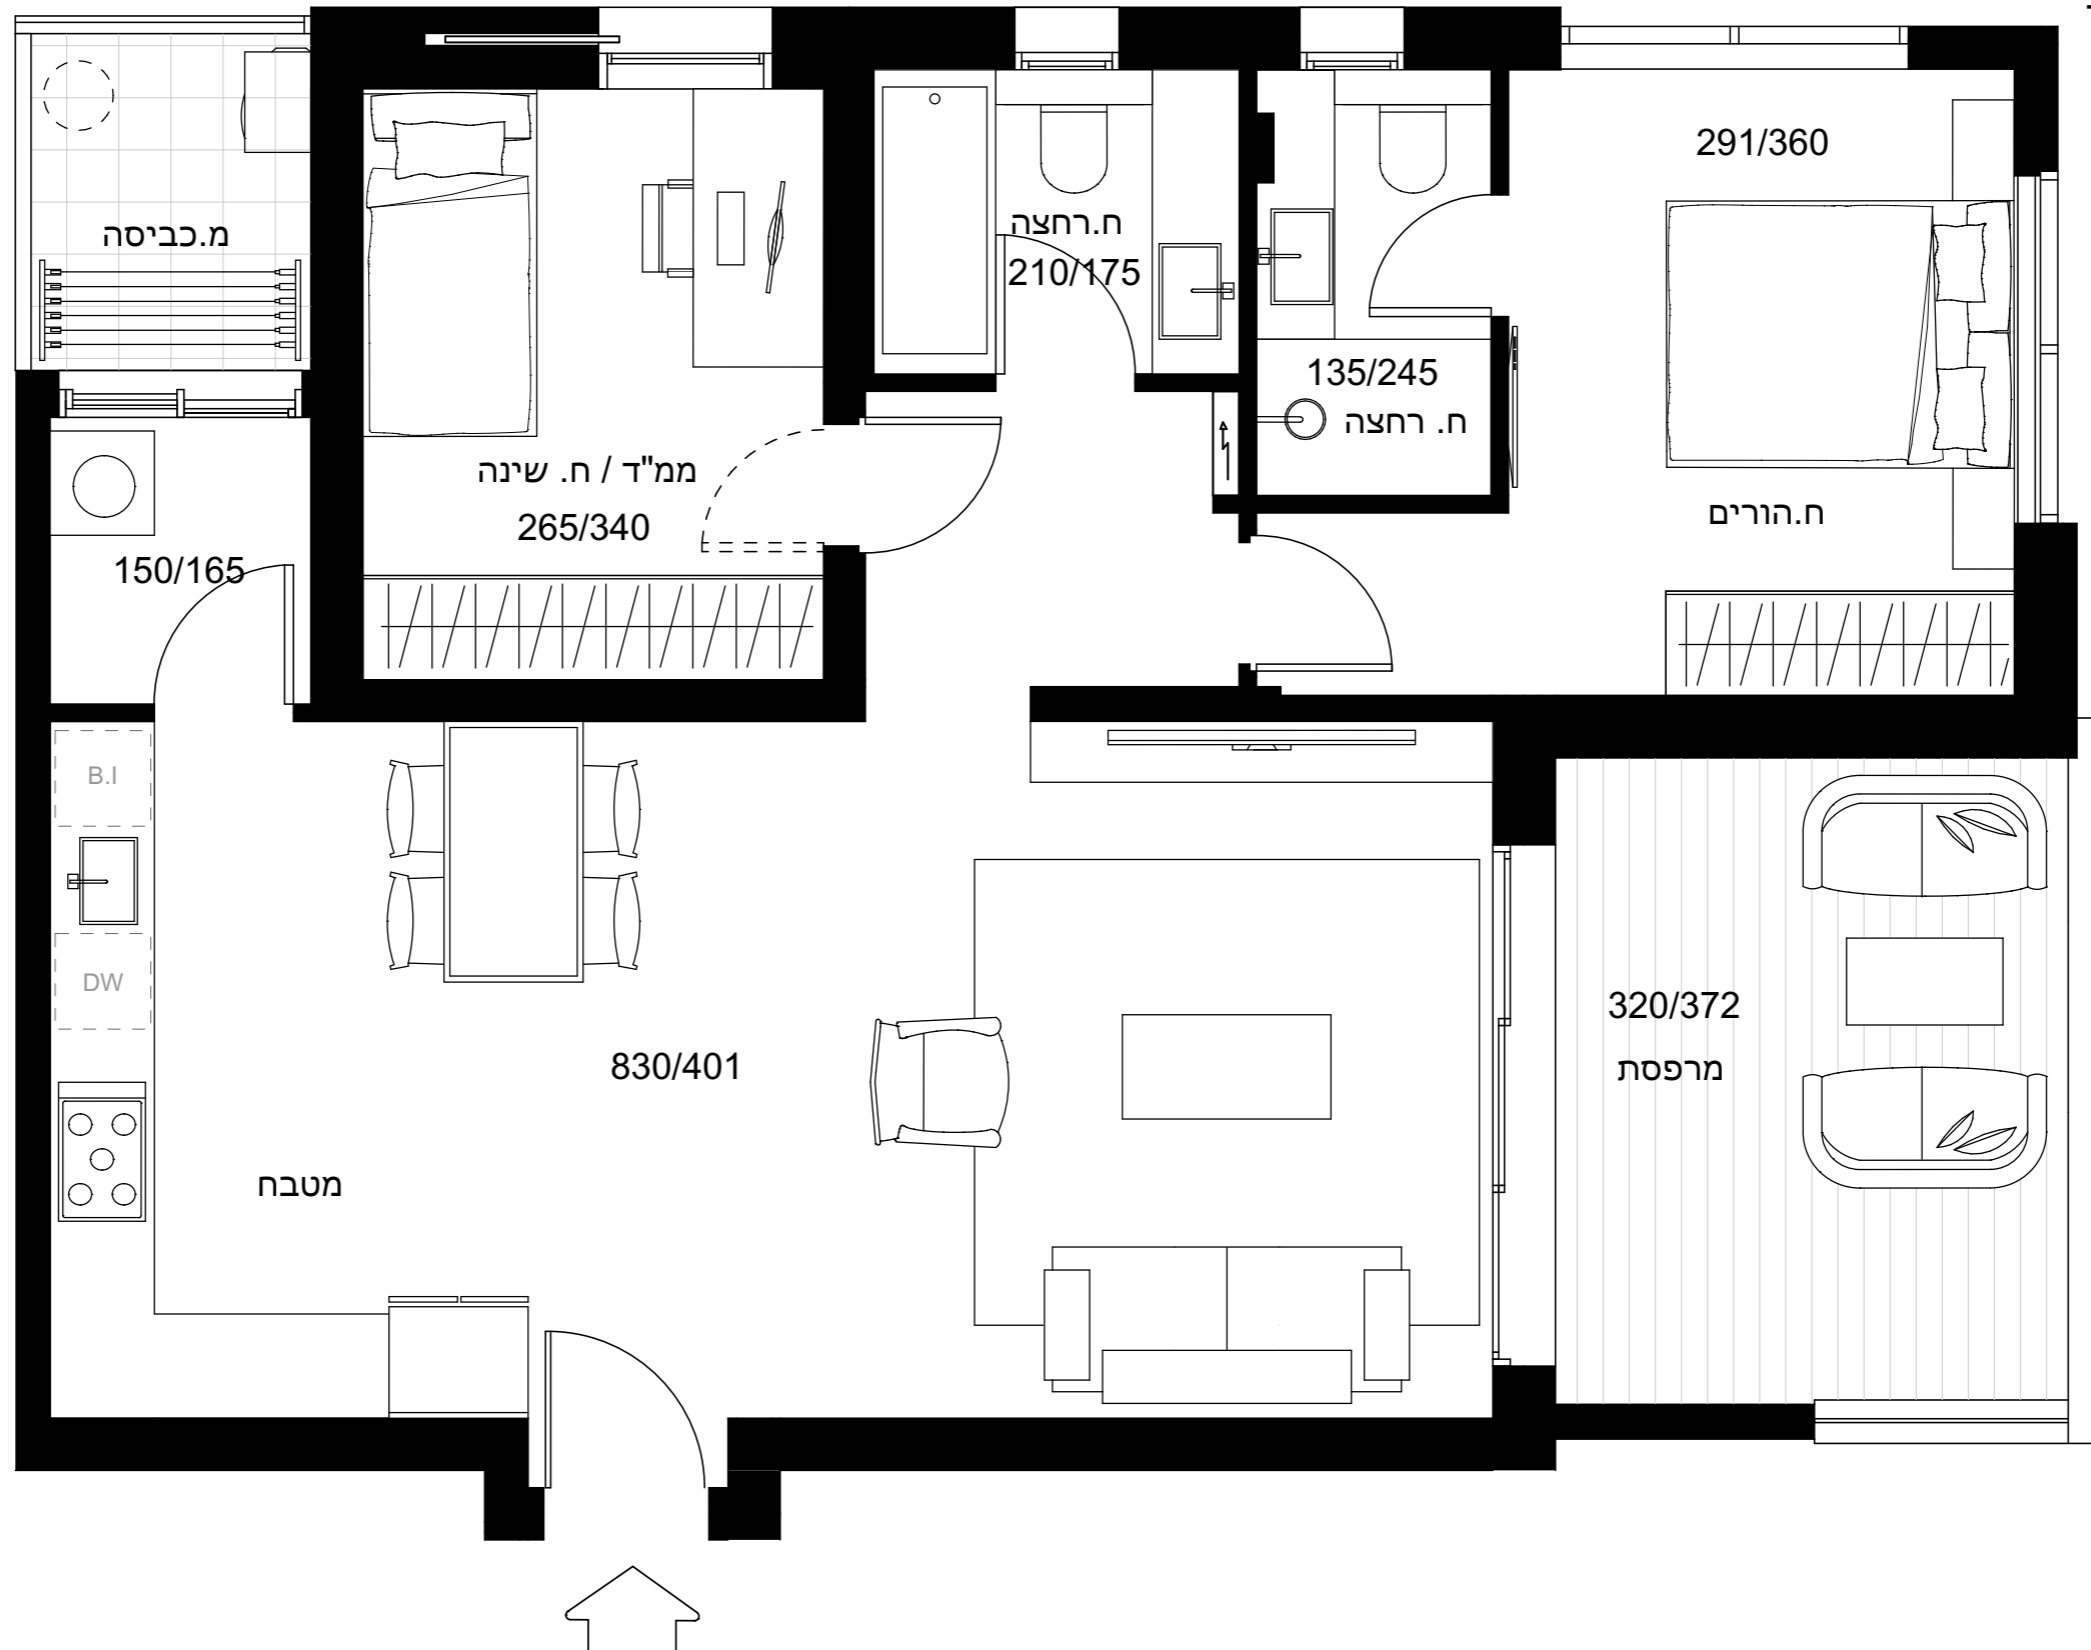 291/360
ח.רחצה
210/175
מ.כביסה
135/245
ח. רחצה
ממ"ד / ח. שינה
265/340
ח.הורים
150/165
B.I
DW
320/372
מרפסת
830/401
מטבח